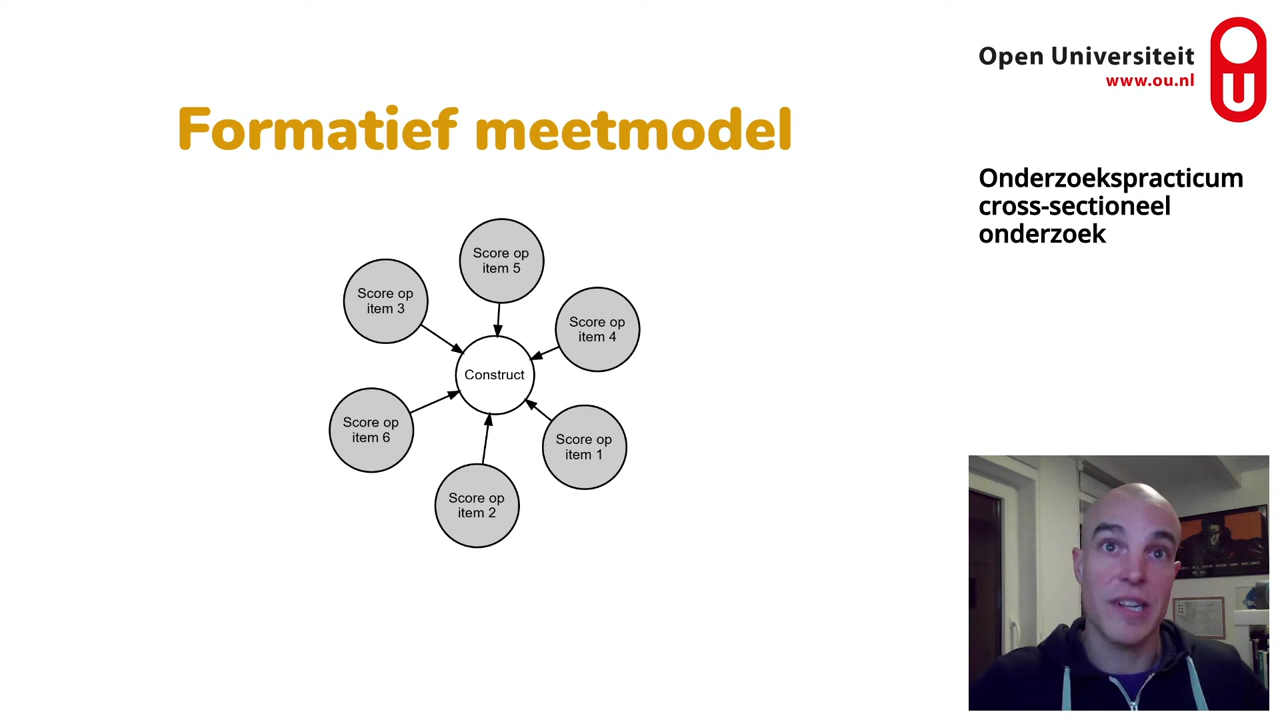 Open Universiteit
www.ou.nl
U
Formatief meetmodel
Onderzoekspracticum
cross-sectioneel
onderzoek
Score op
item 5
Score op
item 3
Score op
item 4
Construct
Score op
item 6
Score op
item 1
Score op
item 2